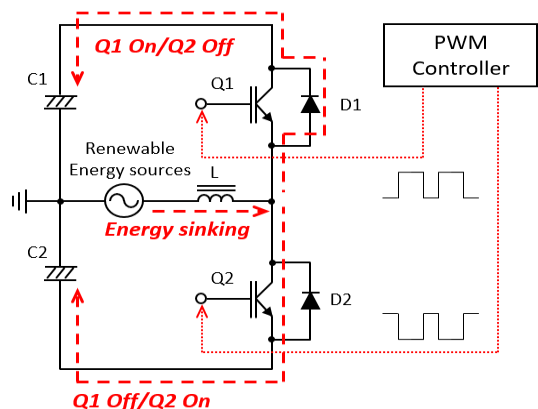 Q1 On/Q2 Off
PWM
Controller
C1
Q1
D1
Renewable
Energy sources
L
Energy sinking
C2
Q2
D2
Q1 Off/Q2 On